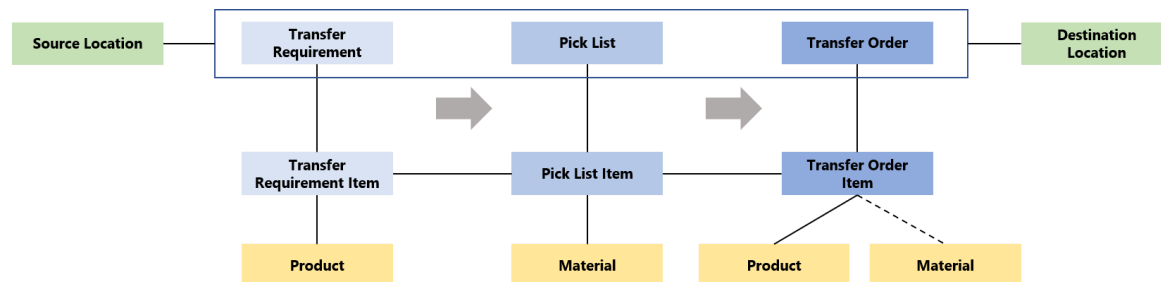 Source Location
Transfer
Requirement
Pick List
Transfer Order
Destination
Location
Transfer
Requirement Item
Pick List Item
Transfer Order
Item
Product
Material
Product
Material